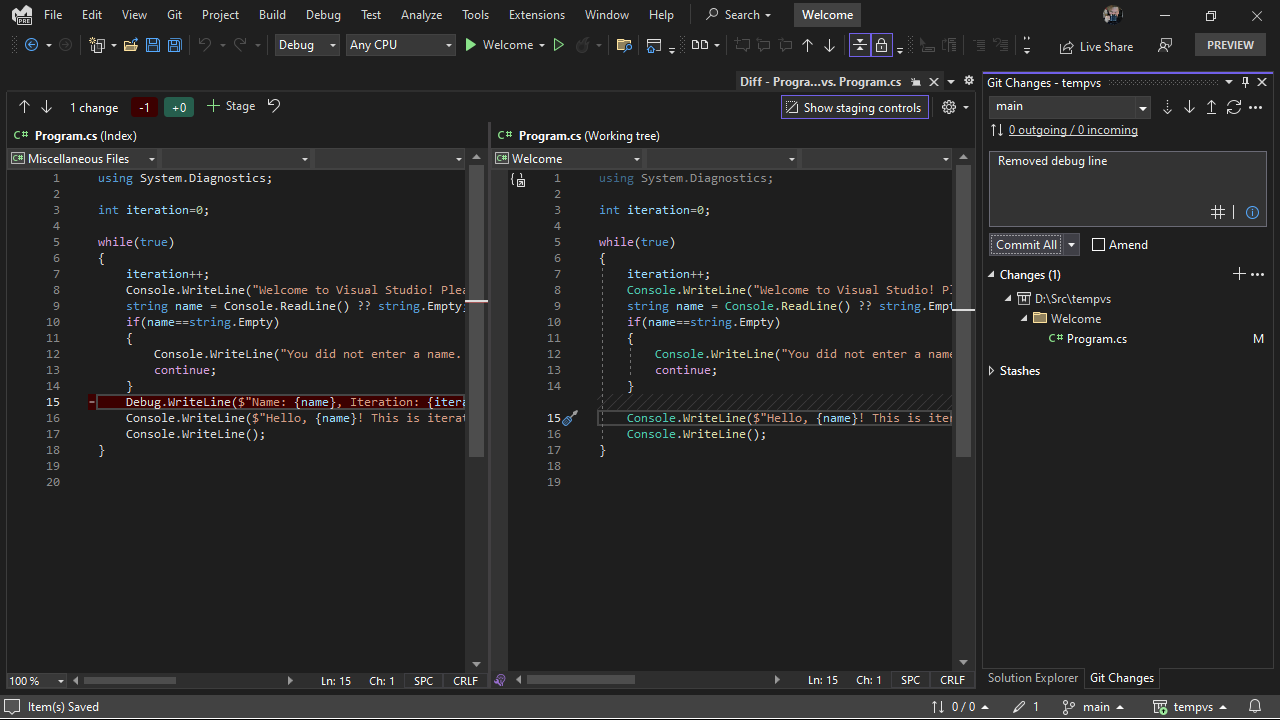 File Edit View Git Project Build Debug Test Analyze Tools Extensions Window Help Search Welcome
Debug Any CPU Welcome Live Share PREVIEW
Diff - Progra...vs. Program.cs
1 change -1 +0 Stage Show staging controls
Program.cs (Index)
Miscellaneous Files
1 using System.Diagnostics;
2
3 int iteration=0;
4
5 while(true)
6 {
7 iteration++;
8 Console.WriteLine("Welcome to Visual Studio! Plea
9 string name = Console.ReadLine() ?? string.Empty;
10 if(name==string.Empty)
11 {
12 Console.WriteLine("You did not enter a name.
13 continue;
14 }
15 - Debug.WriteLine($"Name: {name}, Iteration: {itera
16 Console.WriteLine($"Hello, {name}! This is iterat
17 Console.WriteLine();
18 }
19
20
100 % Ln: 15 Ch: 1 SPC CRLF
Program.cs (Working tree)
Welcome
1 using System.Diagnostics;
2
3 int iteration=0;
4
5 while(true)
6 {
7 iteration++;
8 Console.WriteLine("Welcome to Visual Studio! Pl
9 string name = Console.ReadLine() ?? string.Empt
10 if(name==string.Empty)
11 {
12 Console.WriteLine("You did not enter a name
13 continue;
14 }
15 Console.WriteLine($"Hello, {name}! This is iter
16 Console.WriteLine();
17 }
18
19
Ln: 15 Ch: 1 SPC CRLF
Git Changes - tempvs
main
0 outgoing / 0 incoming
Removed debug line
Commit All Amend
Changes (1)
D:\Src\tempvs
Welcome
C# Program.cs M
Stashes
Solution Explorer Git Changes
Item(s) Saved 0 / 0 1 main tempvs